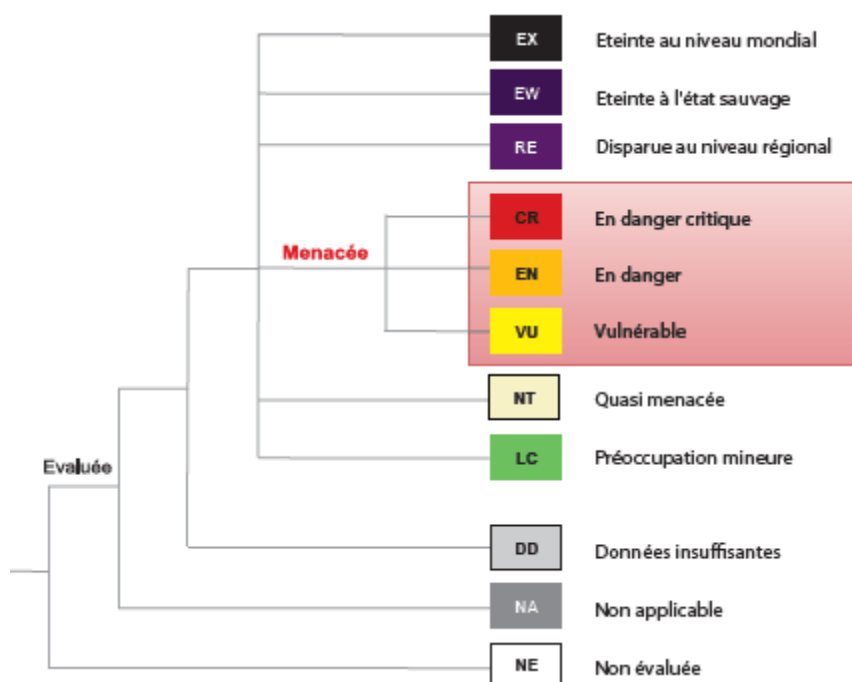 EX Eteinte au niveau mondial
EW Eteinte à l'état sauvage
RE Disparue au niveau régional
CR En danger critique
Menacée
EN En danger
VU Vulnérable
NT Quasi menacée
LC Préoccupation mineure
Evaluée
DD Données insuffisantes
NA Non applicable
NE Non évaluée